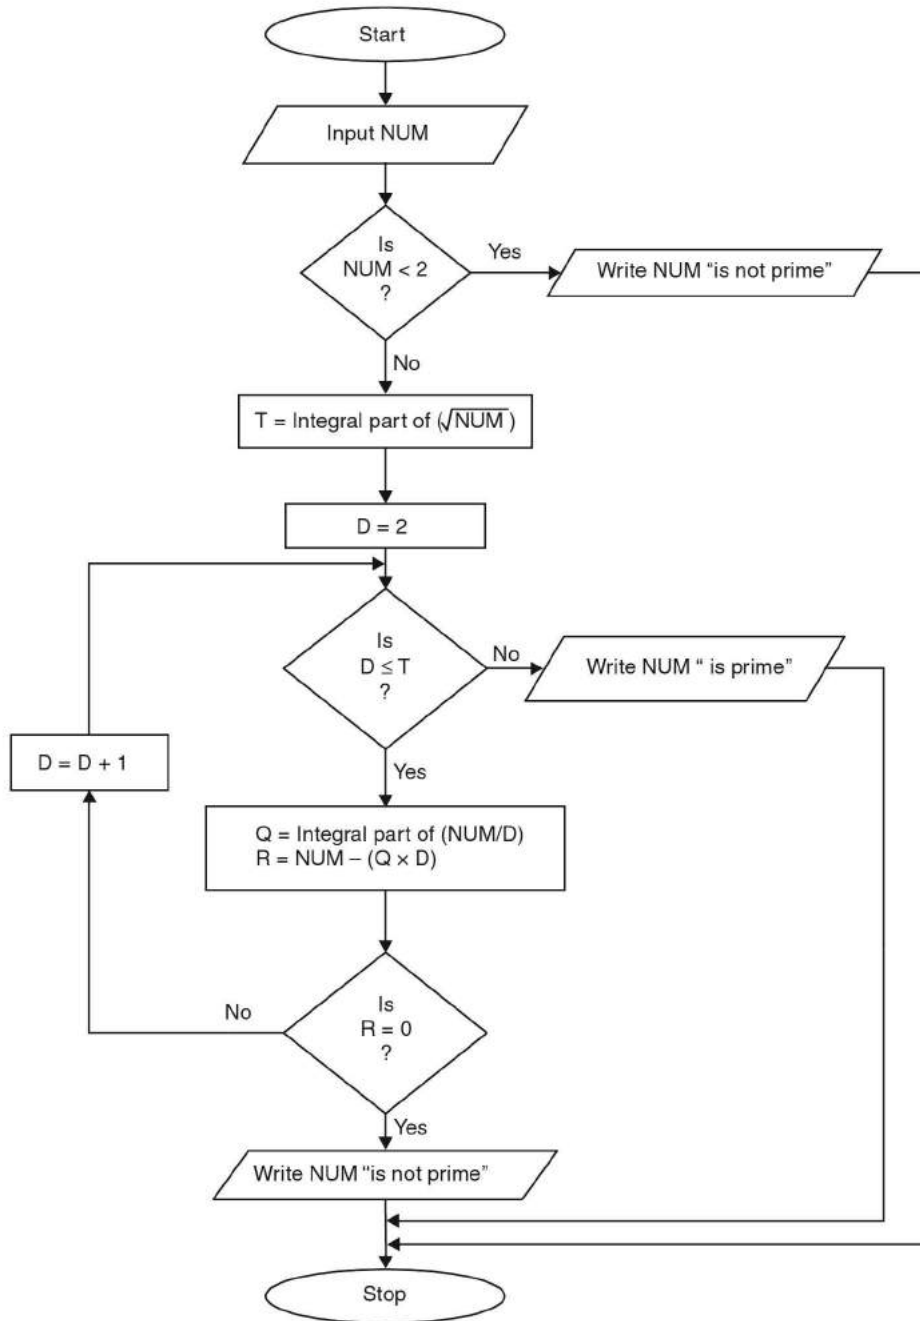 Start
Input NUM
Is
NUM < 2
?
Yes
Write NUM “is not prime”
No
T = Integral part of (√NUM)
D = 2
Is
D ≤ T
?
No
Write NUM “ is prime”
D = D + 1
Yes
Q = Integral part of (NUM/D)
R = NUM – (Q × D)
No
Is
R = 0
?
Yes
Write NUM “is not prime”
Stop